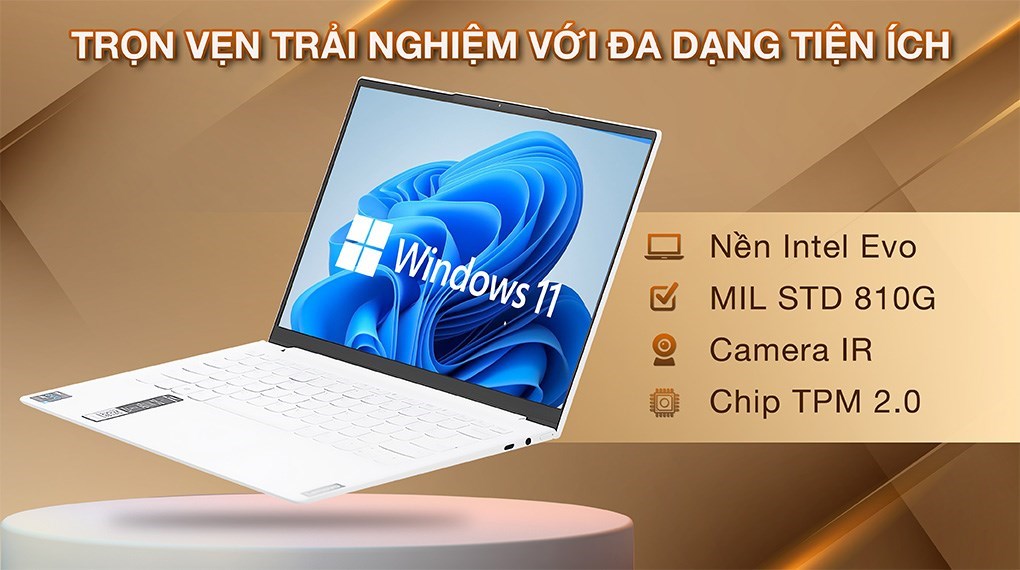 TRỌN VẸN TRẢI NGHIỆM VỚI ĐA DẠNG TIỆN ÍCH
Windows 11
Nền Intel Evo
MIL STD 810G
Camera IR
Chip TPM 2.0